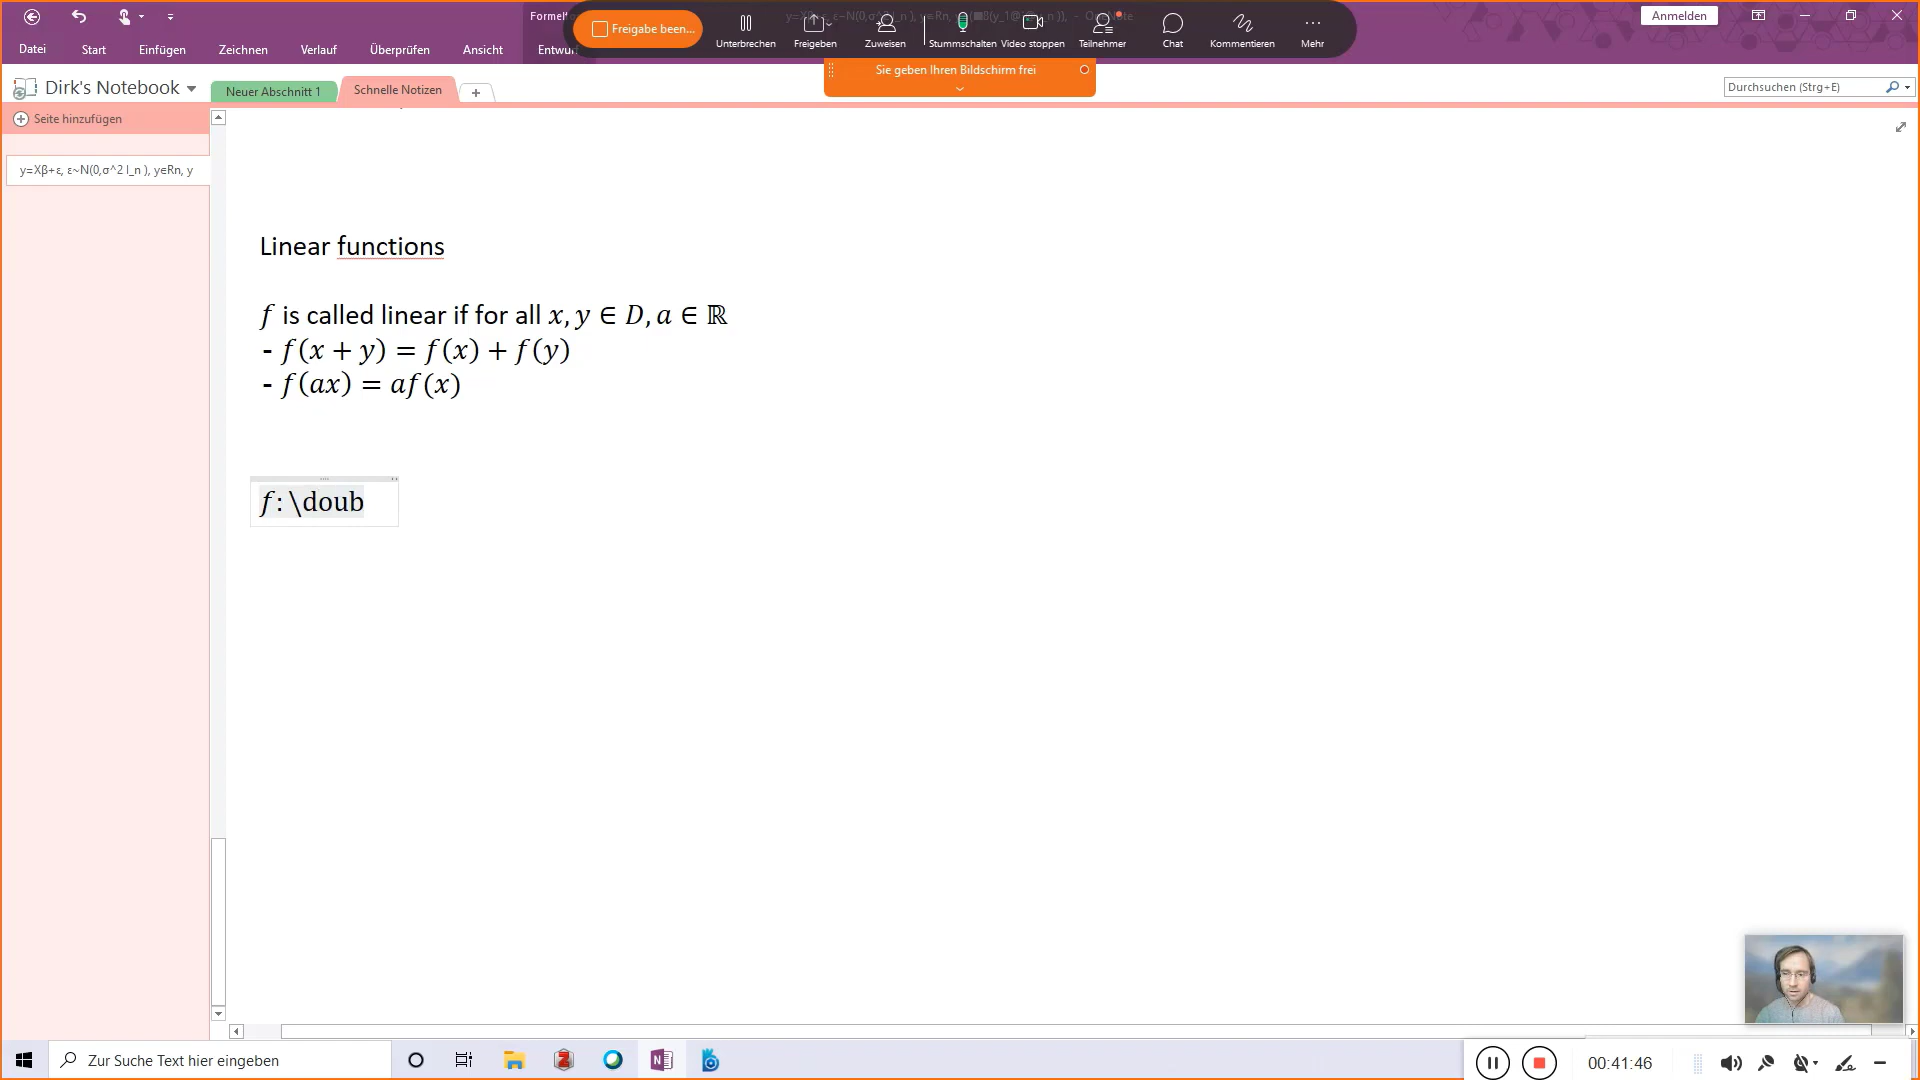 Formel
Anmelden
Datei
Start
Einfügen
Zeichnen
Verlauf
Überprüfen
Ansicht
Entwurf
Freigabe been...
Unterbrechen
Freigeben
Zuweisen
Stummschalten
Video stoppen
Teilnehmer
Chat
Kommentieren
Mehr
Sie geben Ihren Bildschirm frei
Dirk's Notebook
Neuer Abschnitt 1
Schnelle Notizen
Durchsuchen (Strg+E)
Seite hinzufügen
y=Xβ+ε, ε~N(0,σ^2 I_n ), y∈Rn, y
Linear functions
f is called linear if for all x, y ∈ D, a ∈ ℝ
- f(x + y) = f(x) + f(y)
- f(ax) = af(x)
f:\doub
Zur Suche Text hier eingeben
00:41:46